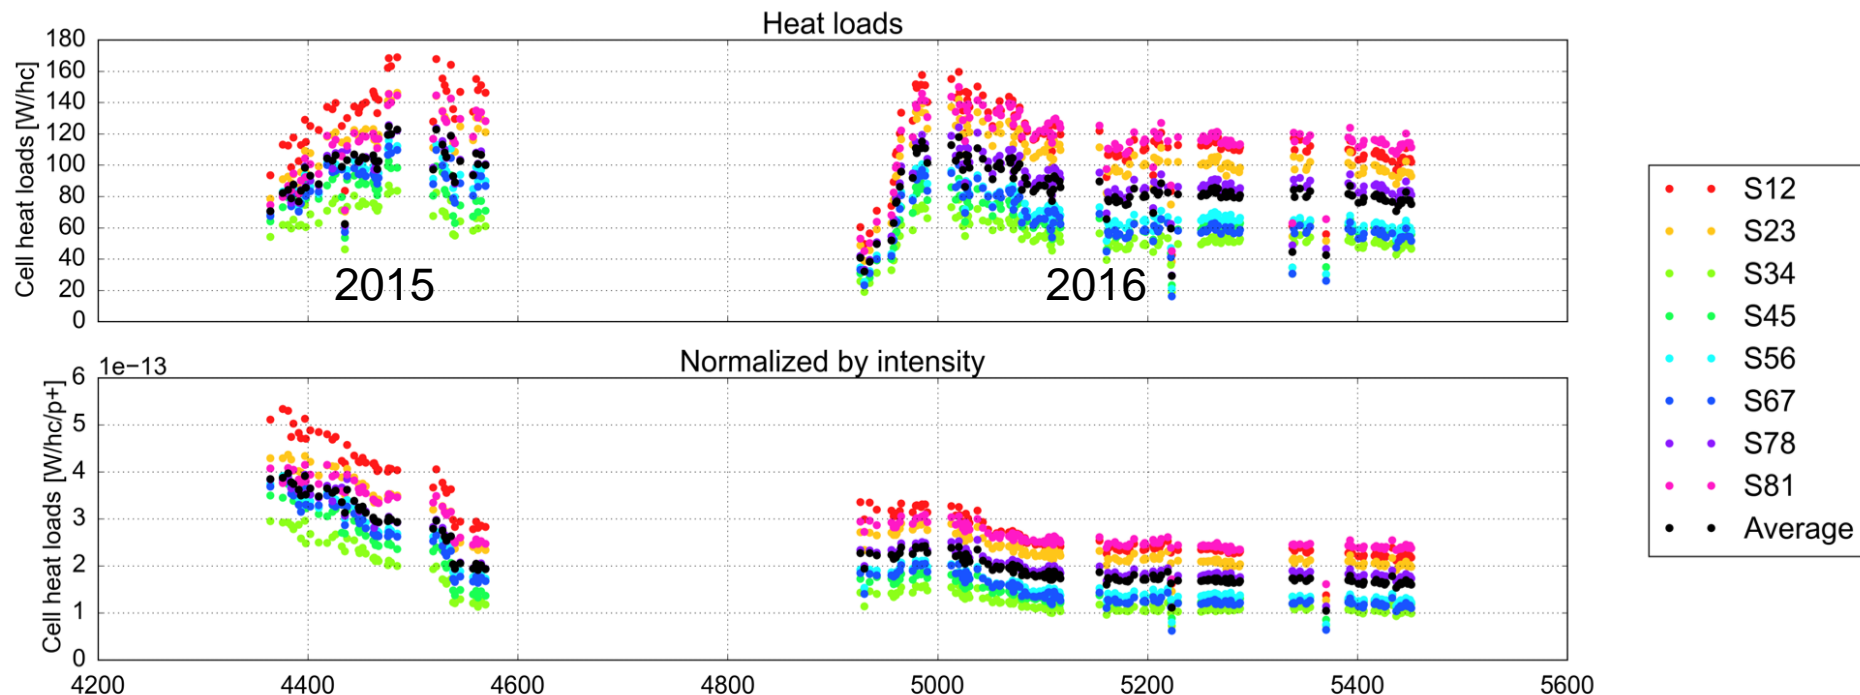 Heat loads
Cell heat loads [W/hc]
180
160
140
120
100
80
60
40
20
0
2015
2016
Normalized by intensity
1e−13
Cell heat loads [W/hc/p+]
6
5
4
3
2
1
0
4200 4400 4600 4800 5000 5200 5400 5600
S12
S23
S34
S45
S56
S67
S78
S81
Average